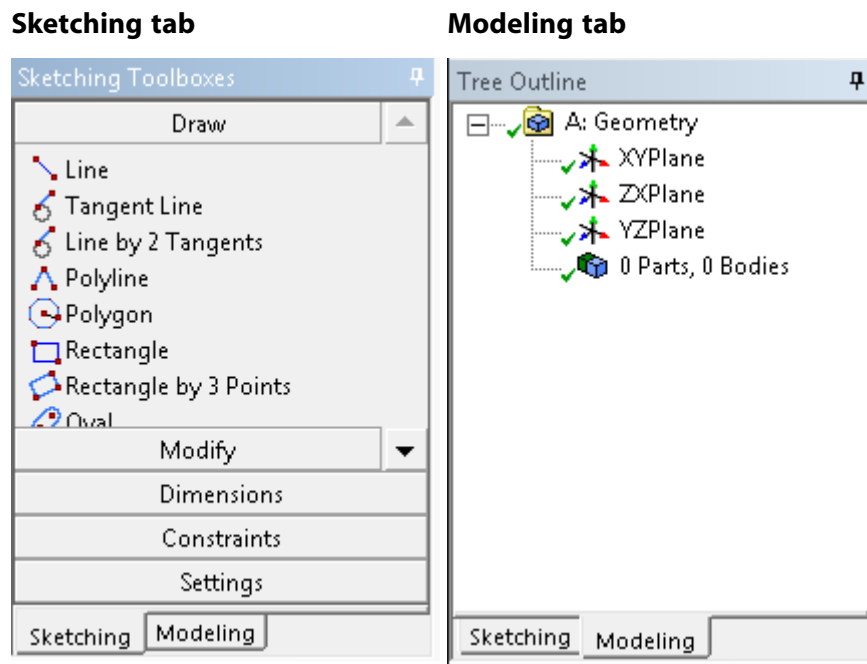 Sketching tab
Sketching Toolboxes
Draw
Line
Tangent Line
Line by 2 Tangents
Polyline
Polygon
Rectangle
Rectangle by 3 Points
Oval
Modify
Dimensions
Constraints
Settings
Sketching Modeling
Modeling tab
Tree Outline
A: Geometry
XYPlane
ZXPlane
YZPlane
0 Parts, 0 Bodies
Sketching Modeling